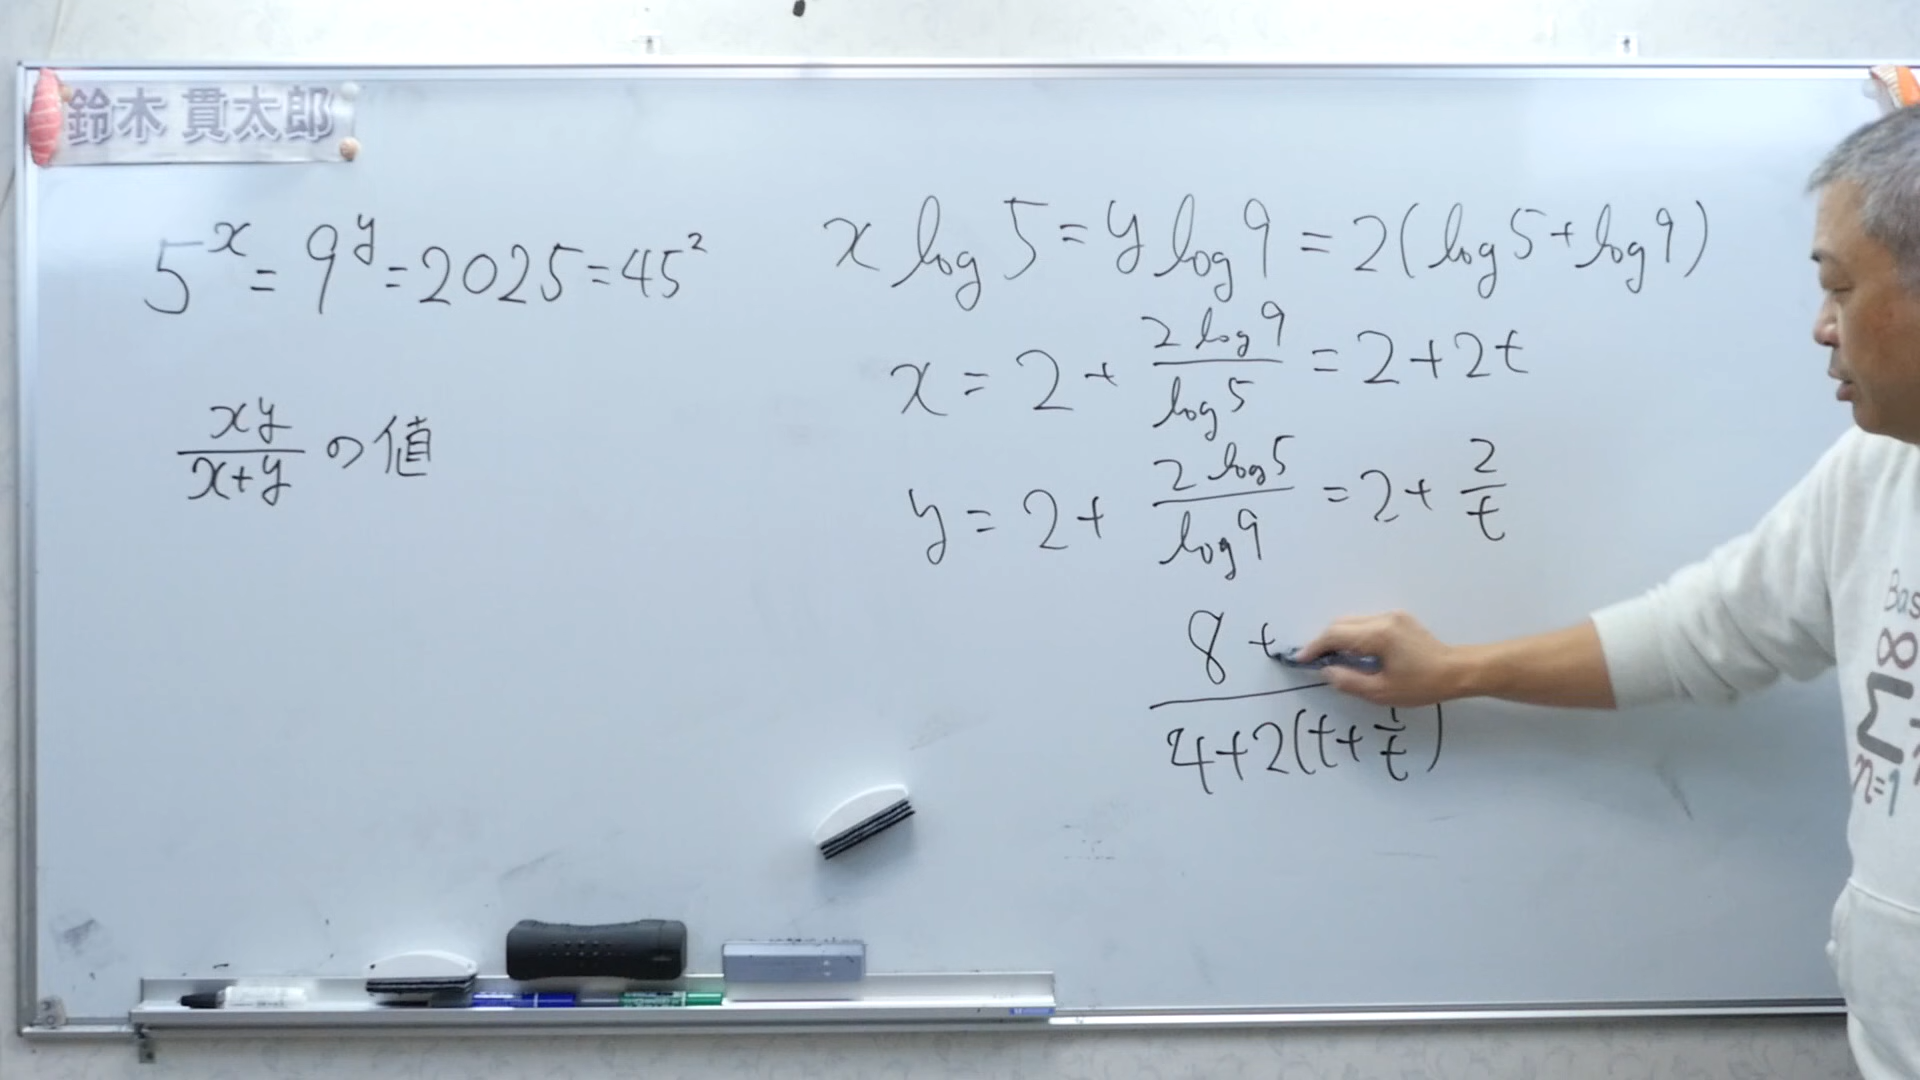 鈴木 貫太郎
5^x = 9^y = 2025 = 45^2
xy/(x+y) の値
x log 5 = y log 9 = 2(log 5 + log 9)
x = 2 + 2 log 9 / log 5 = 2 + 2t
y = 2 + 2 log 5 / log 9 = 2 + 2/t
8 +
4 + 2(t + 1/t)
Bas
∞
Σ
n=1